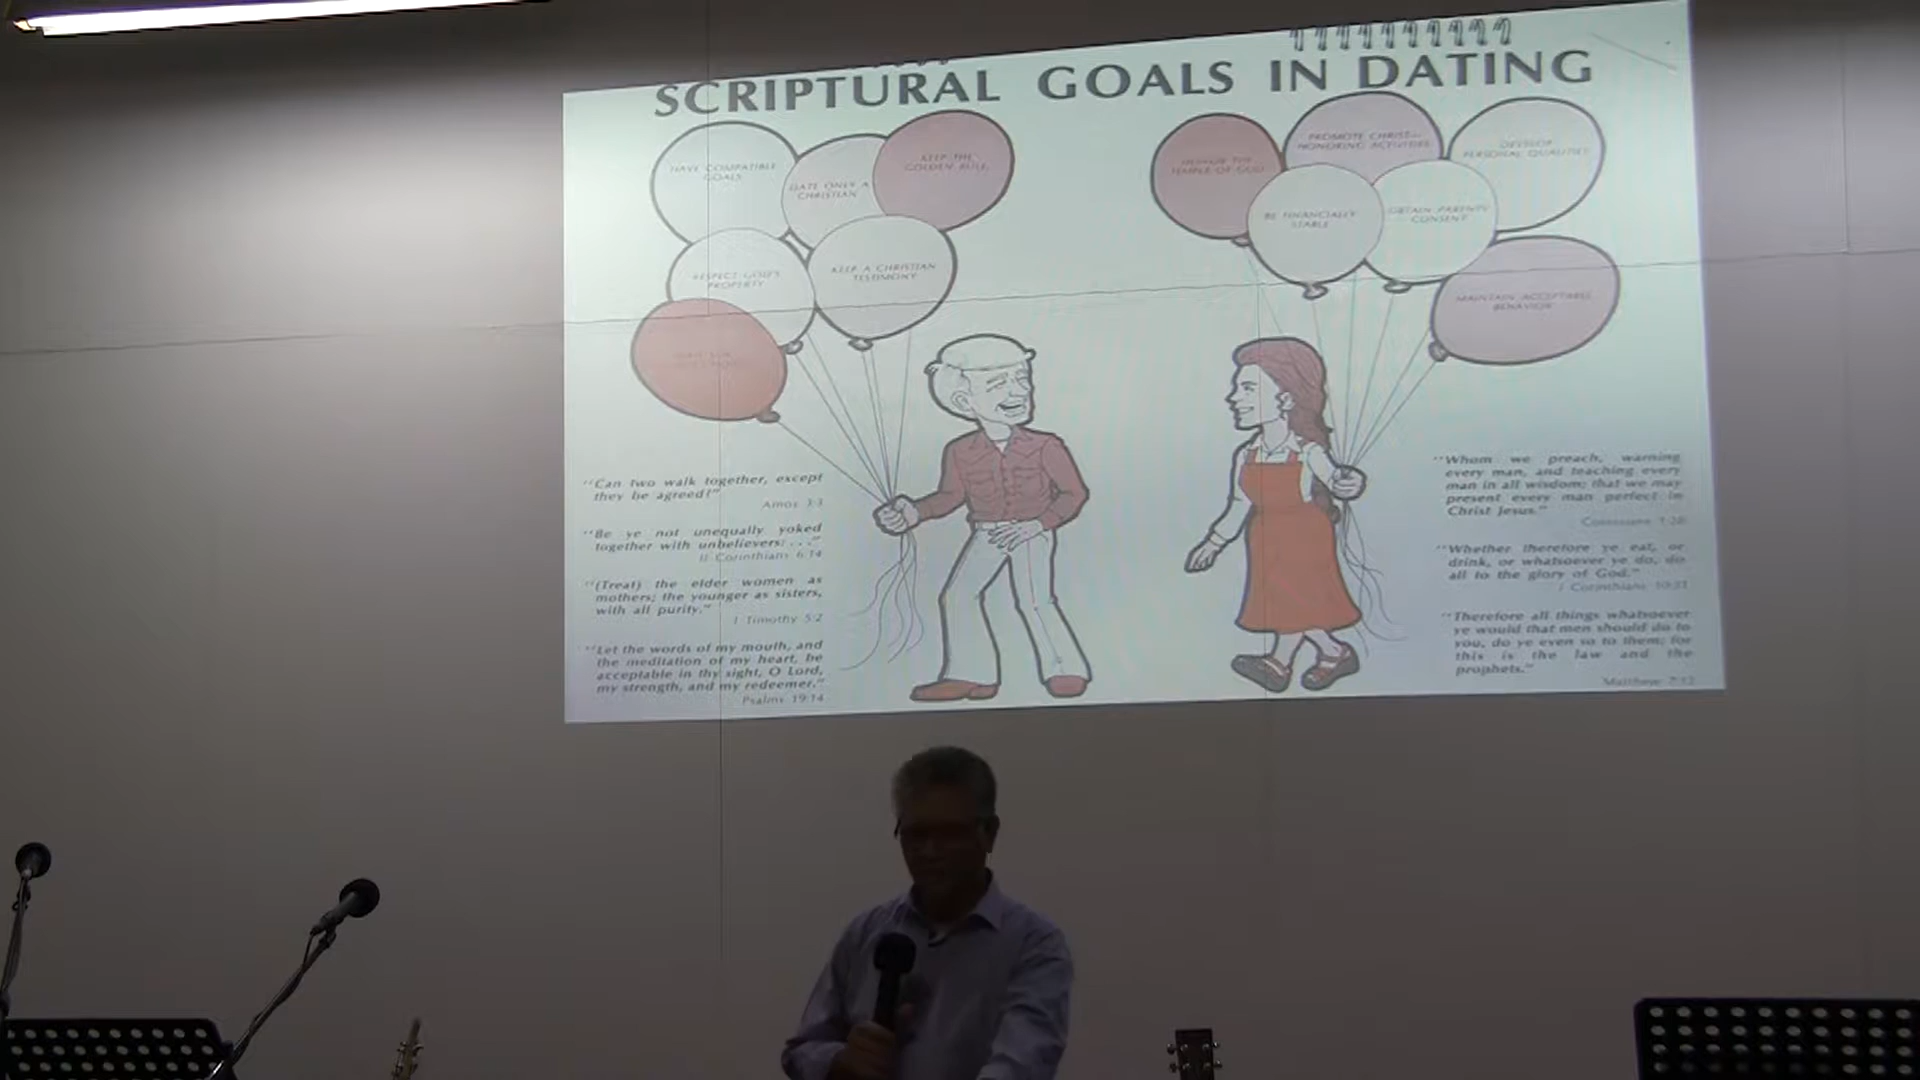 SCRIPTURAL GOALS IN DATING
HAVE COMPATIBLE
GOALS
DATE ONLY A
CHRISTIAN
KEEP THE
GOLDEN RULE
RESPECT GOD'S
PROPERTY
KEEP A CHRISTIAN
TESTIMONY
HONOR THE
TEMPLE OF GOD
PROMOTE CHRIST—
HONORING ACTIVITIES
DEVELOP
PERSONAL QUALITIES
BE FINANCIALLY
STABLE
OBTAIN PARENTS'
CONSENT
MAINTAIN ACCEPTABLE
BEHAVIOR
"Can two walk together, except
they be agreed?"
Amos 3:3
"Be ye not unequally yoked
together with unbelievers: . . ."
II Corinthians 6:14
"(Treat) the elder women as
mothers; the younger as sisters,
with all purity."
I Timothy 5:2
"Let the words of my mouth, and
the meditation of my heart, be
acceptable in thy sight, O Lord,
my strength, and my redeemer."
Psalms 19:14
"Whom we preach, warning
every man, and teaching every
man in all wisdom; that we may
present every man perfect in
Christ Jesus."
Colossians 1:28
"Whether therefore ye eat, or
drink, or whatsoever ye do, do
all to the glory of God."
I Corinthians 10:31
"Therefore all things whatsoever
ye would that men should do to
you, do ye even so to them; for
this is the law and the
prophets."
Matthew 7:12